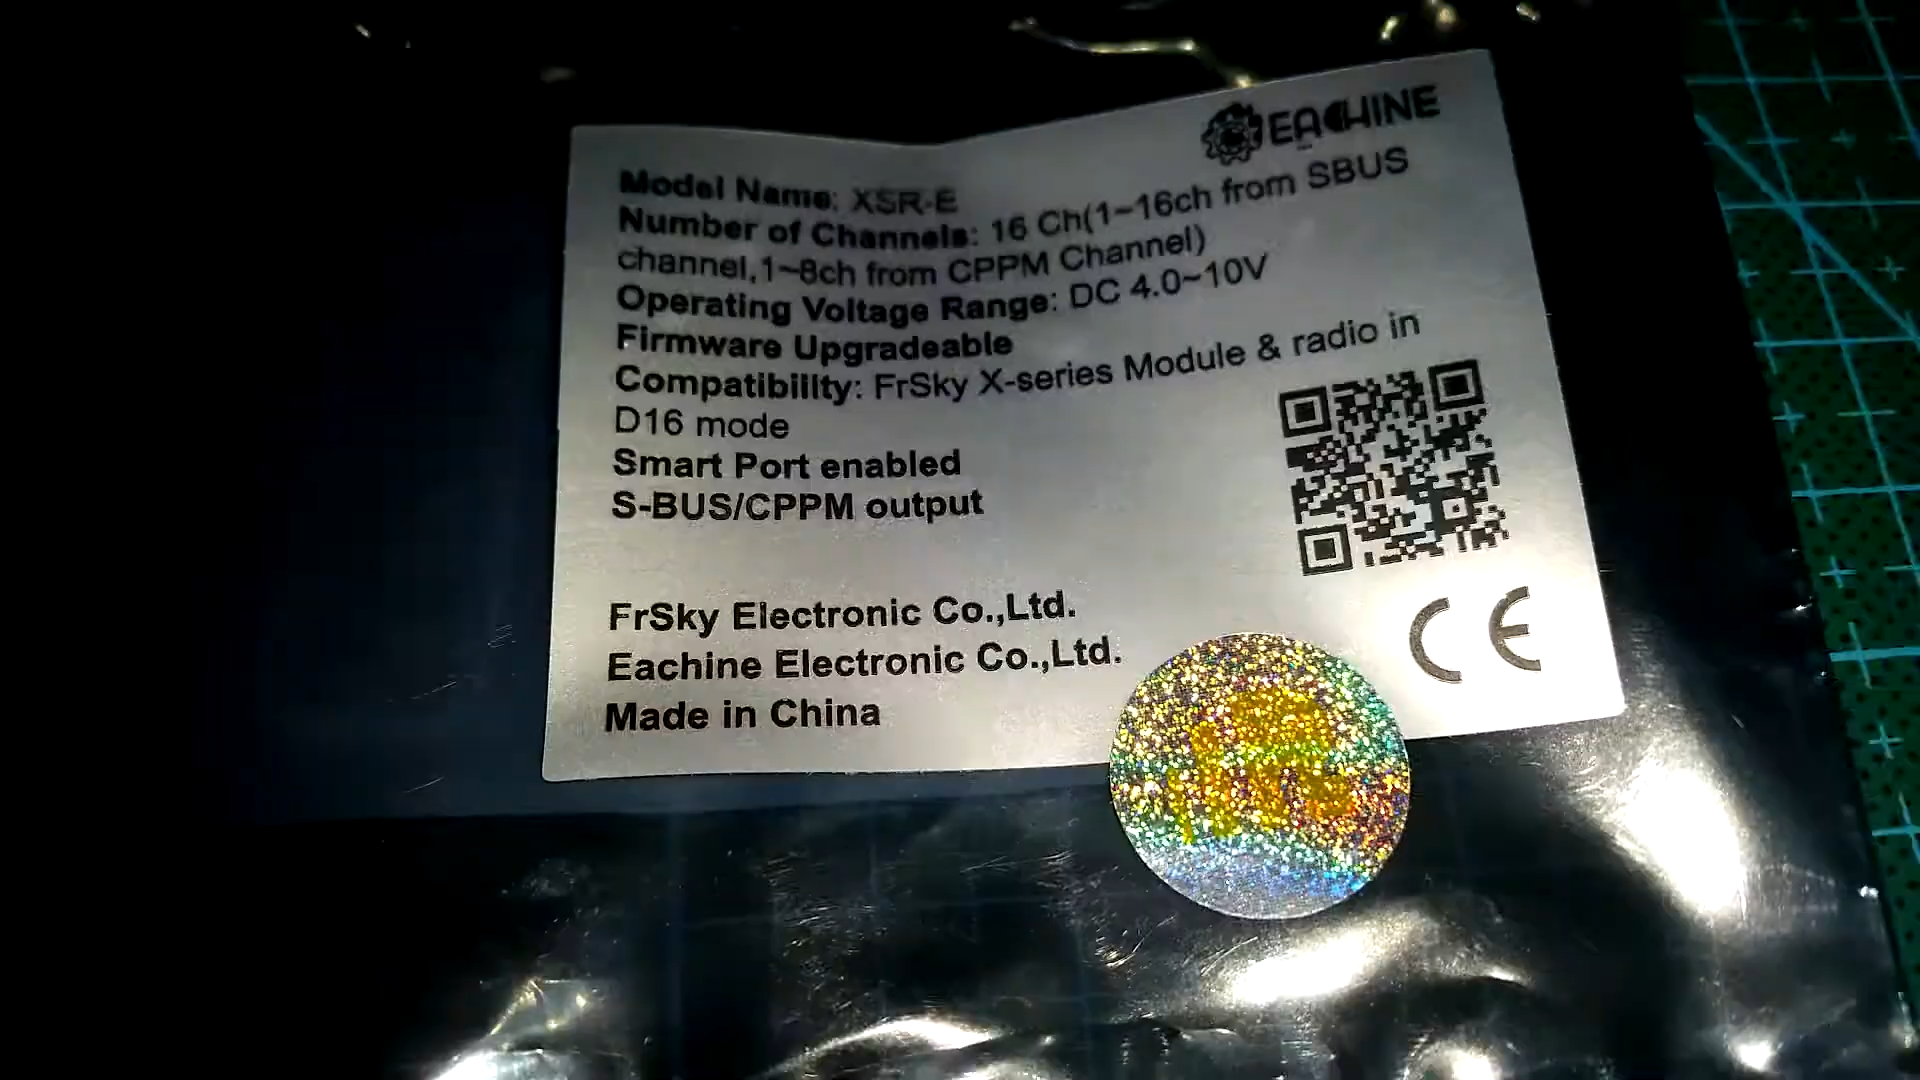 EACHINE
Model Name: XSR-E
Number of Channels: 16 Ch(1~16ch from SBUS
channel,1~8ch from CPPM Channel)
Operating Voltage Range: DC 4.0~10V
Firmware Upgradeable
Compatibility: FrSky X-series Module & radio in
D16 mode
Smart Port enabled
S-BUS/CPPM output
FrSky Electronic Co.,Ltd.
Eachine Electronic Co.,Ltd.
Made in China
CE